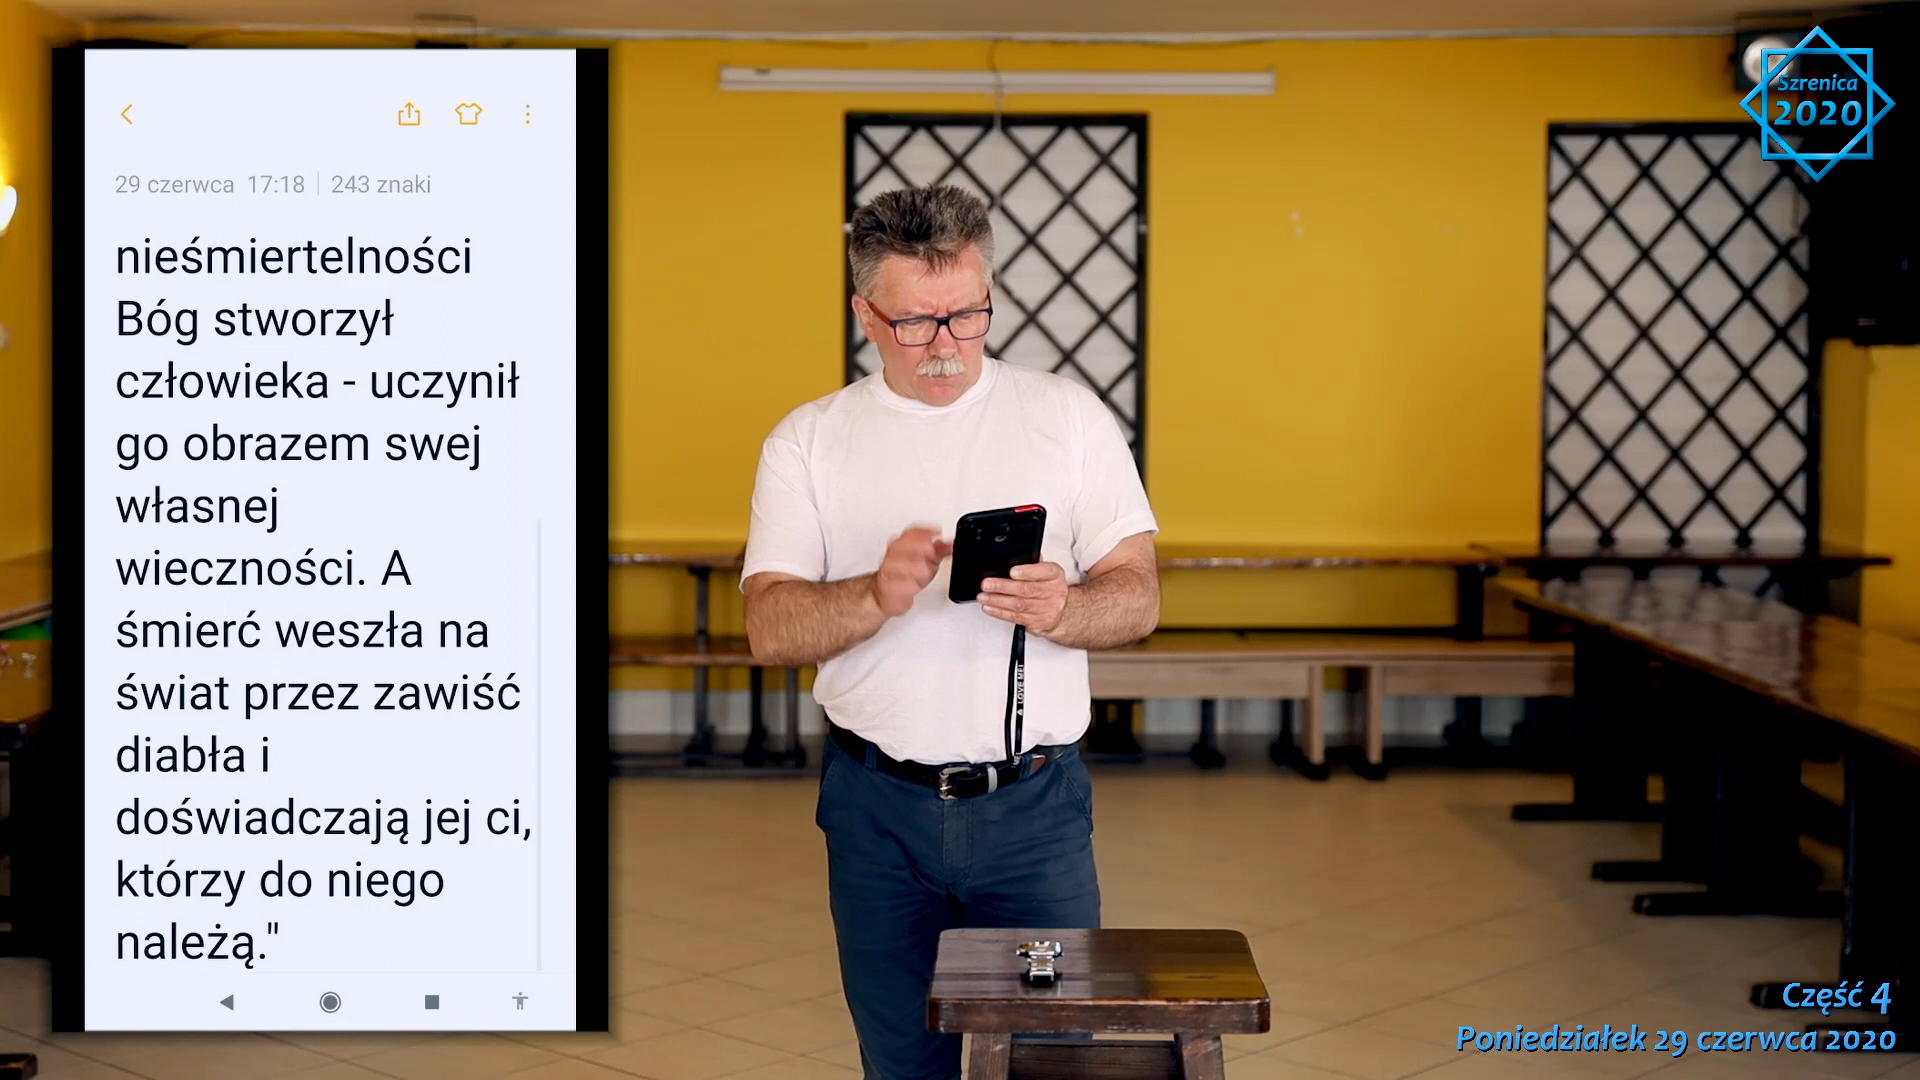 29 czerwca 17:18 | 243 znaki
nieśmiertelności
Bóg stworzył
człowieka - uczynił
go obrazem swej
własnej
wieczności. A
śmierć weszła na
świat przez zawiść
diabła i
doświadczają jej ci,
którzy do niego
należą."
Szrenica
2020
LOVE MEI
Część 4
Poniedziałek 29 czerwca 2020